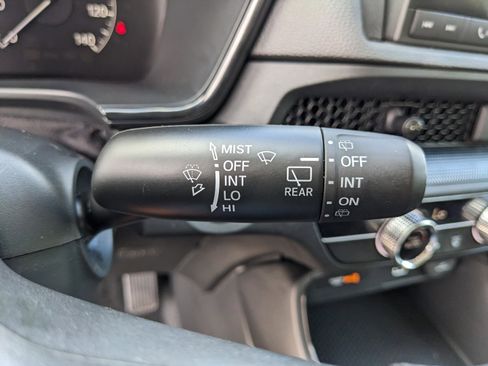 120
140
MIST
OFF
INT
LO
HI
REAR
OFF
INT
ON